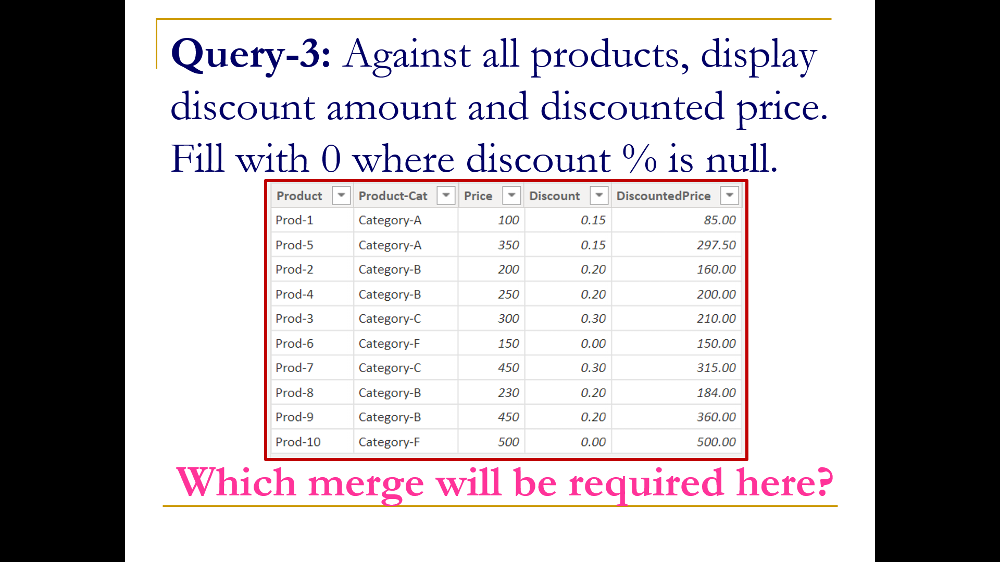 Query-3: Against all products, display
discount amount and discounted price.
Fill with 0 where discount % is null.
Product Product-Cat Price Discount DiscountedPrice
Prod-1 Category-A 100 0.15 85.00
Prod-5 Category-A 350 0.15 297.50
Prod-2 Category-B 200 0.20 160.00
Prod-4 Category-B 250 0.20 200.00
Prod-3 Category-C 300 0.30 210.00
Prod-6 Category-F 150 0.00 150.00
Prod-7 Category-C 450 0.30 315.00
Prod-8 Category-B 230 0.20 184.00
Prod-9 Category-B 450 0.20 360.00
Prod-10 Category-F 500 0.00 500.00
Which merge will be required here?